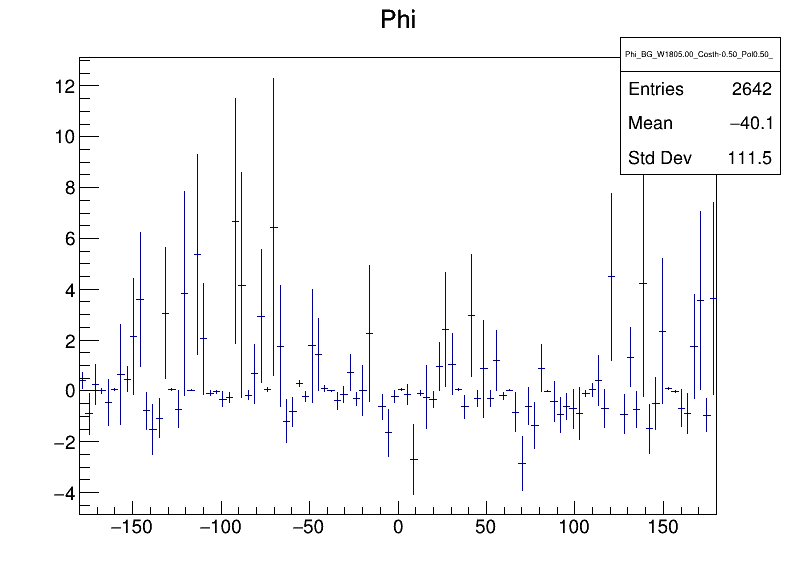 Phi
Phi_BG_W1805.00_Costh-0.50_Pol0.50_
Entries 2642
Mean −40.1
Std Dev 111.5
12
10
8
6
4
2
0
−2
−4
−150 −100 −50 0 50 100 150